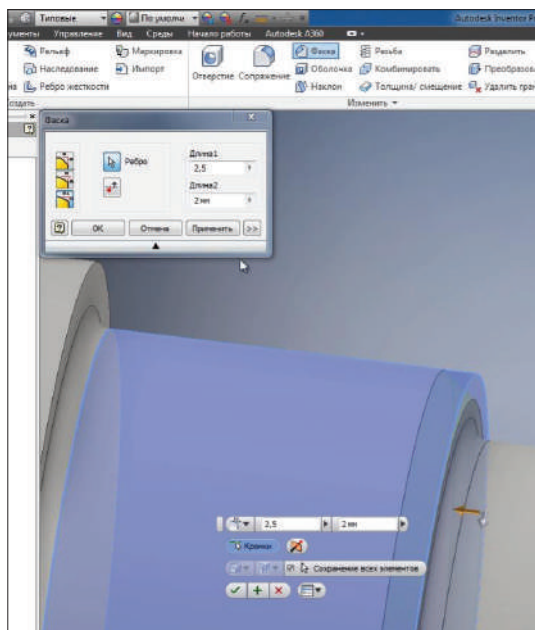 Типовые По умолча
Autodesk Inventor P
ументы Управление Вид Среды Начало работы Autodesk A360
Рельеф Маркировка Фаска Резьба Разделить
Наследование Импорт Отверстие Сопряжение Оболочка Комбинировать Преобразов
на Ребро жесткости Наклон Толщина/ смещение Удалить гран
оздать Изменить
Фаска
Ребро
Длина1
2,5
Длина2
2 мм
OK Отмена Применить >>
2,5 2 мм
Кромки
Сохранение всех элементов